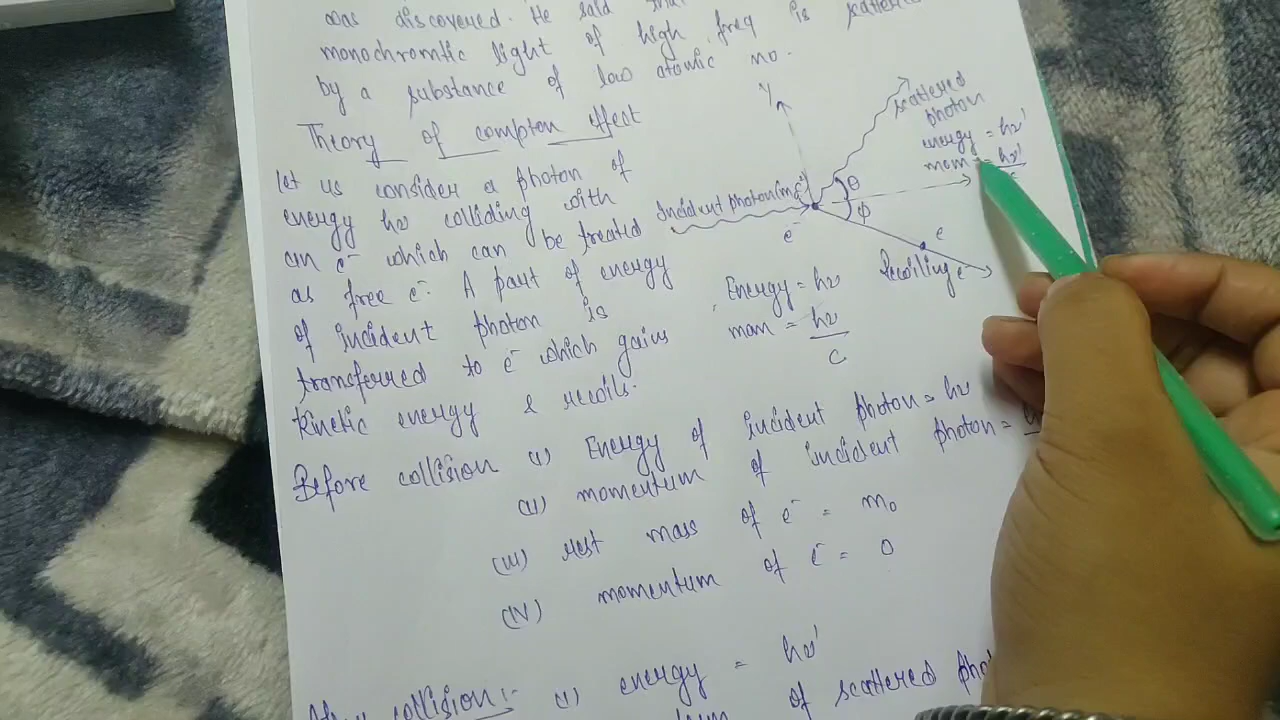 was discovered. He said that
monochromtic light of high freq is scattered
by a substance of low atomic no.
Theory of compton effect
let us consider a photon of
energy hν colliding with
an e⁻ which can be treated
as free e⁻. A part of energy
of incident photon is
transferred to e⁻ which gains
kinetic energy & recoils.
Y
scattered
photon
energy = hν'
mom = hν'/c
Incident photon
θ
φ
e⁻
e
Recoiling e⁻
Energy = hν
mom = hν/c
Before collision (I) Energy of incident photon = hν
(II) momentum of incident photon =
(III) rest mass of e⁻ = m₀
(IV) momentum of e⁻ = 0
After collision :- (I) energy = hν'
of scattered